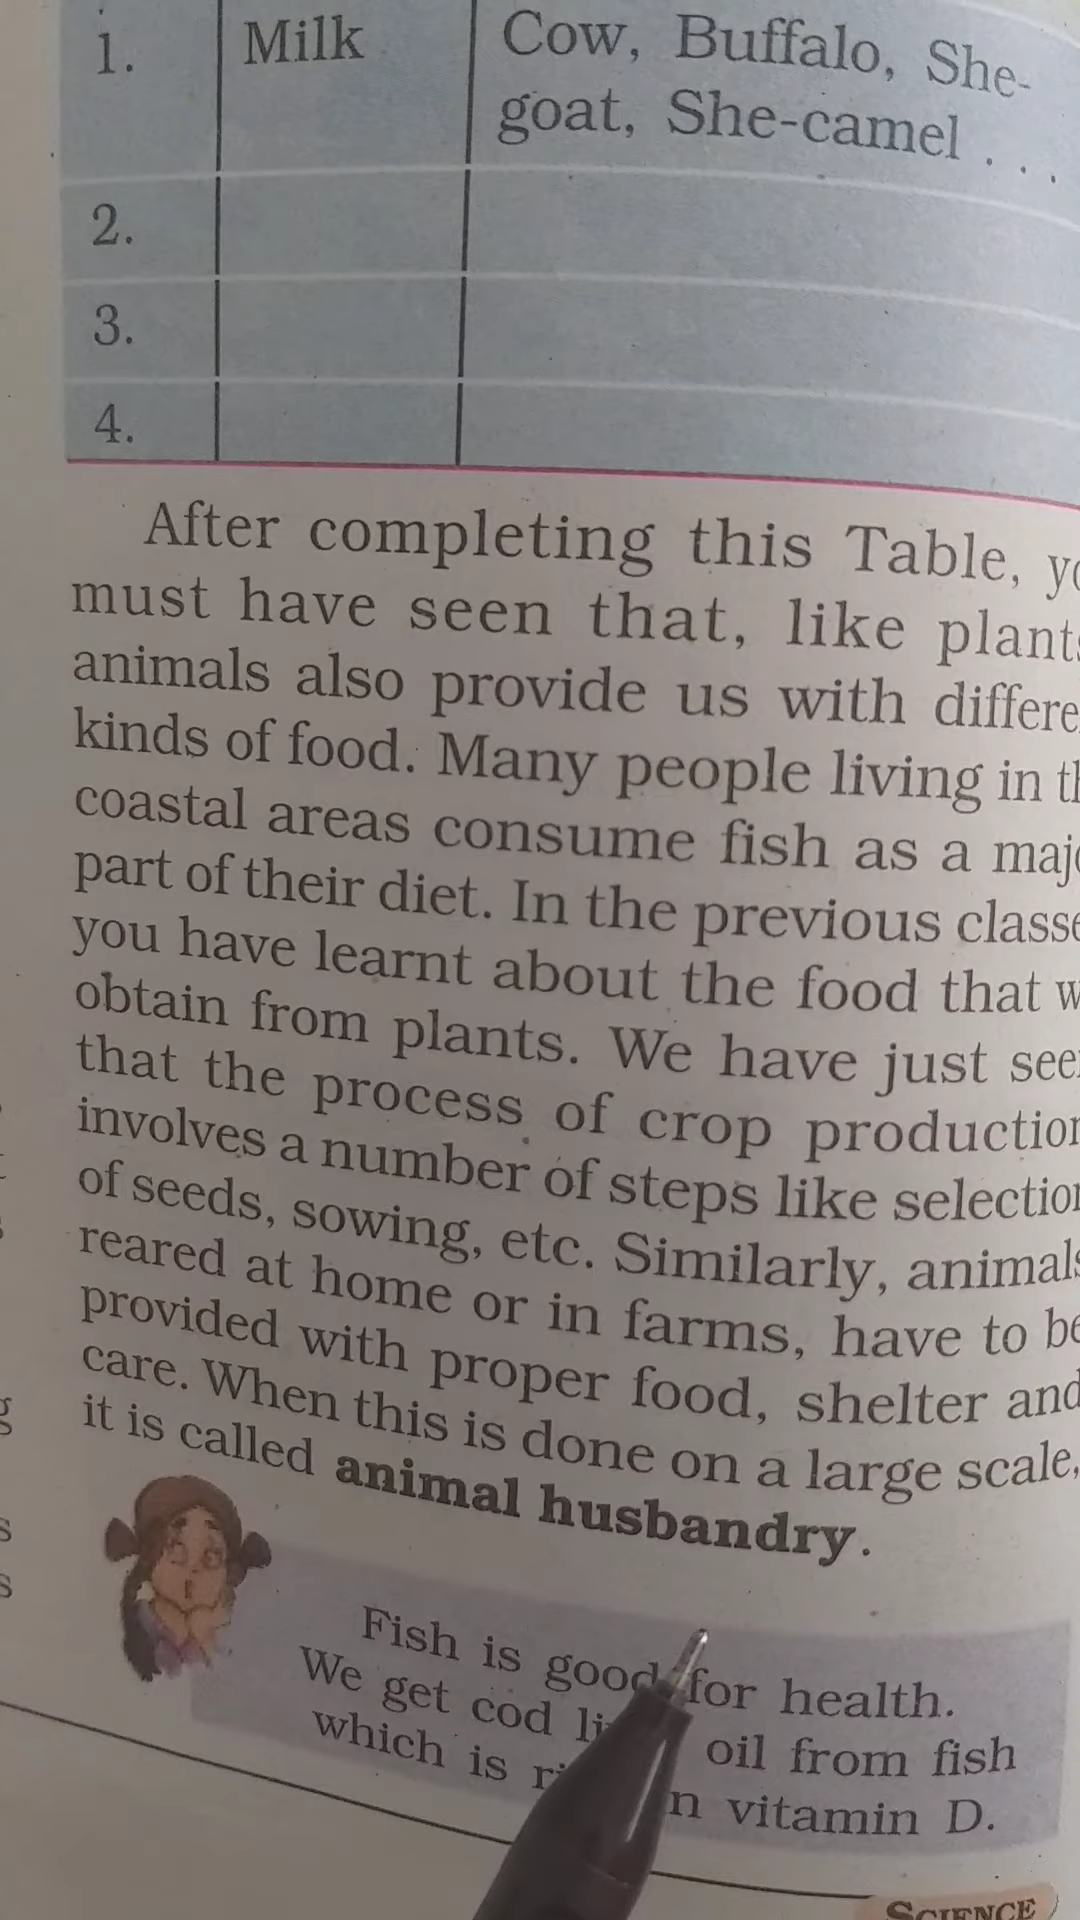 1. Milk Cow, Buffalo, She-
goat, She-camel . . .
2.
3.
4.
After completing this Table,
must have seen that, like
animals also provide us with
kinds of food. Many people living in
coastal areas consume fish as a
part of their diet. In the previous
you have learnt about the food that
obtain from plants. We have just
that the process of crop
involves a number of steps like
of seeds, sowing, etc. Similarly,
reared at home or in farms, have to
provided with proper food, shelter and
care. When this is done on a large scale,
it is called animal husbandry.
Fish is good for health.
We get cod oil from fish
which is vitamin D.
SCIENCE